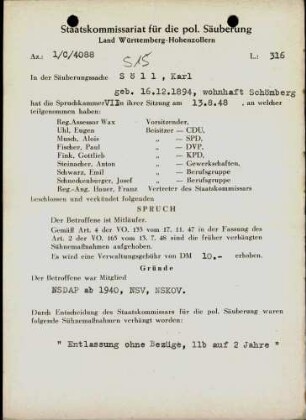 Staatskommissariat für die pol. Säuberung
Land Württemberg-Hohenzollern
Az.: 1/C/4088
S15
L.: 316
In der Säuberungssache Söll, Karl
geb. 16.12.1894, wohnhaft Schömberg
hat die Spruchkammer VII in ihrer Sitzung am 13.8.48, an welcher
teilgenommen haben:
Reg.Assessor Wax Vorsitzender,
Uhl, Eugen Beisitzer — CDU,
Musch, Alois „ — SPD,
Fischer, Paul „ — DVP,
Fink, Gottlieb „ — KPD,
Steinacher, Anton „ — Gewerkschaften,
Schwarz, Emil „ — Berufsgruppe
Schnockenburger, Josef „ — Berufsgruppe
Reg.-Ang. Hauer, Franz Vertreter des Staatskommissars
beschlossen und verkündet folgenden
SPRUCH
Der Betroffene ist Mitläufer.
Gemäß Art. 4 der VO. 133 vom 17. 11. 47 in der Fassung des
Art. 2 der VO. 165 vom 13. 7. 48 sind die früher verhängten
Sühnemaßnahmen aufgehoben.
Es wird eine Verwaltungsgebühr von DM 10.- erhoben.
Gründe
Der Betroffene war Mitglied
NSDAP ab 1940, NSV, NSKOV.
Durch Entscheidung des Staatskommissars für die pol. Säuberung waren
folgende Sühnemaßnahmen verhängt worden:
" Entlassung ohne Bezüge, 11b auf 2 Jahre "